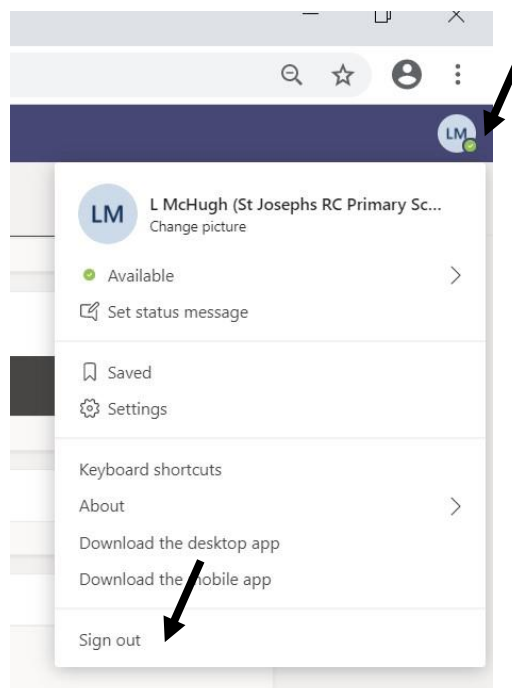 LM
LM
L McHugh (St Josephs RC Primary Sc...
Change picture
Available
Set status message
Saved
Settings
Keyboard shortcuts
About
Download the desktop app
Download the mobile app
Sign out